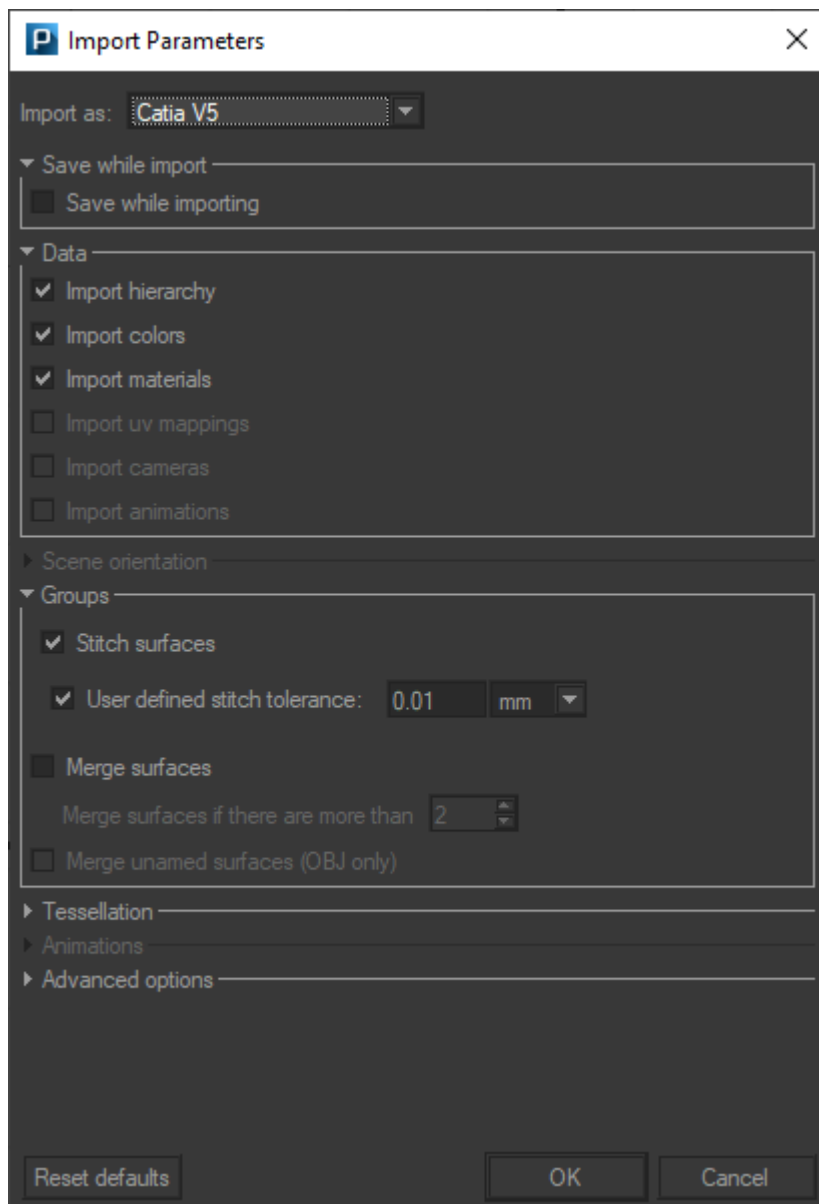 P Import Parameters
Import as: Catia V5
Save while import
Save while importing
Data
Import hierarchy
Import colors
Import materials
Import uv mappings
Import cameras
Import animations
Scene orientation
Groups
Stitch surfaces
User defined stitch tolerance: 0.01 mm
Merge surfaces
Merge surfaces if there are more than 2
Merge unamed surfaces (OBJ only)
Tessellation
Animations
Advanced options
Reset defaults OK Cancel